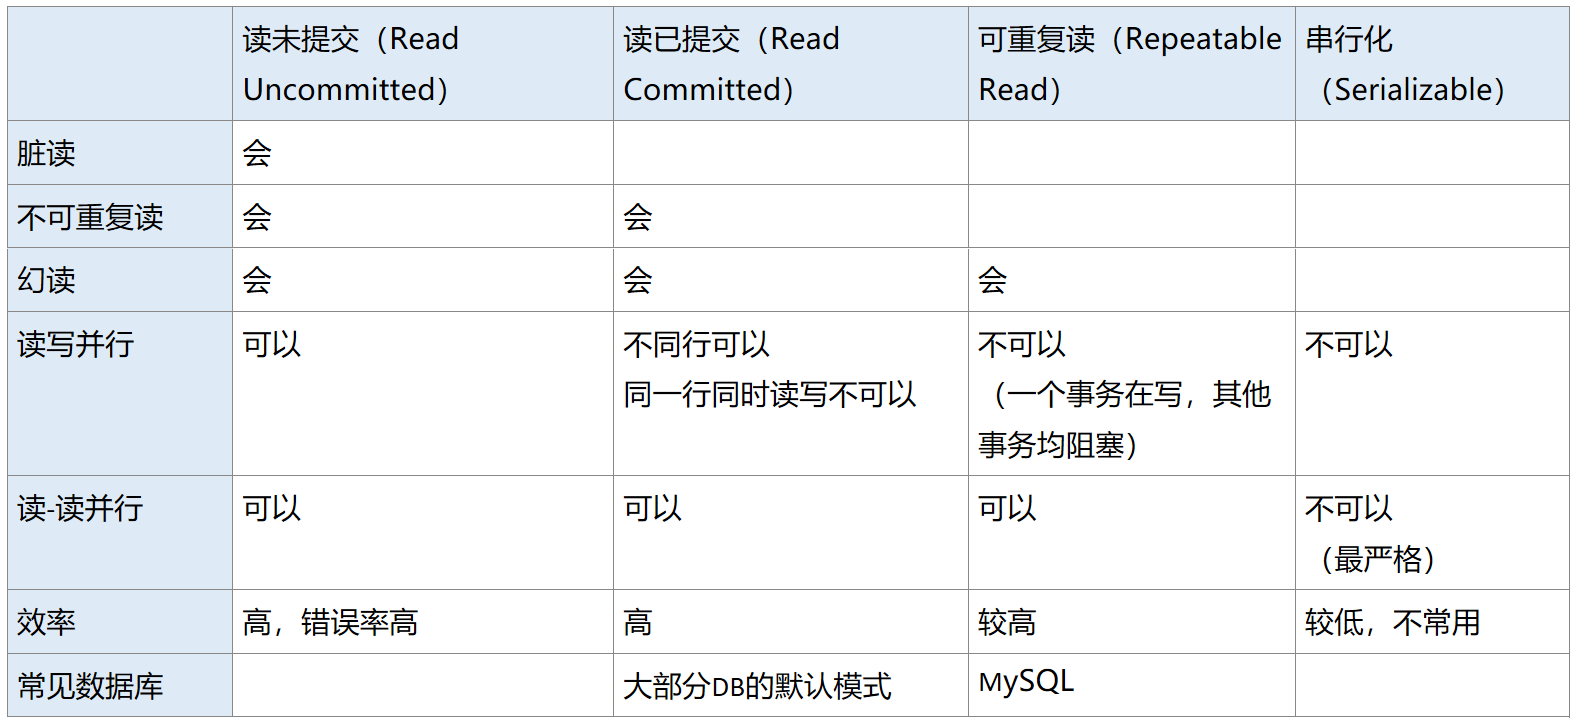 读未提交（Read
Uncommitted）
读已提交（Read
Committed）
可重复读（Repeatable
Read）
串行化
（Serializable）
脏读
会
不可重复读
会
会
幻读
会
会
会
读写并行
可以
不同行可以
同一行同时读写不可以
不可以
（一个事务在写，其他
事务均阻塞）
不可以
读-读并行
可以
可以
可以
不可以
（最严格）
效率
高，错误率高
高
较高
较低，不常用
常见数据库
大部分DB的默认模式
MySQL